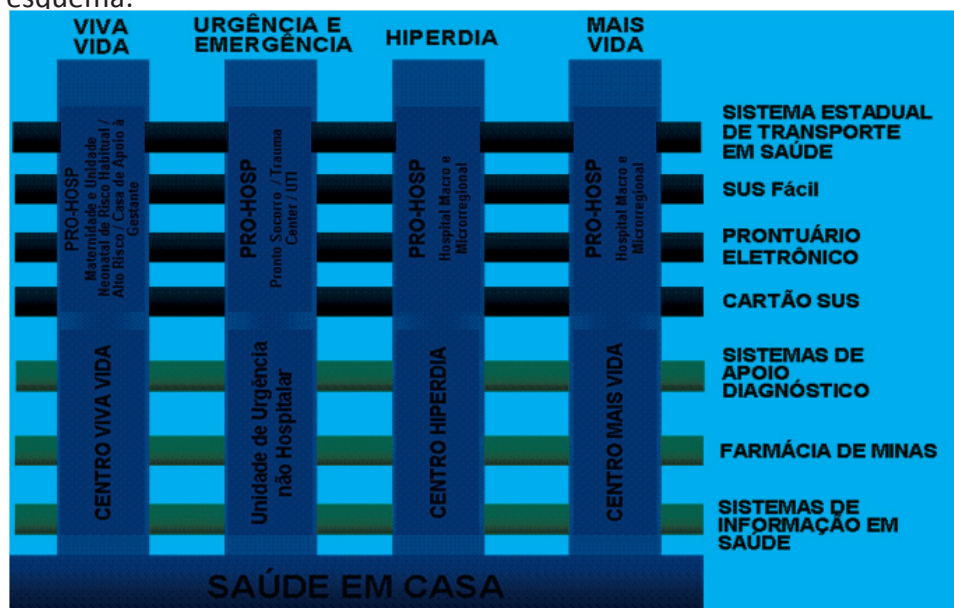 esquema:
VIVA
VIDA
URGÊNCIA E
EMERGÊNCIA
HIPERDIA
MAIS
VIDA
PRO-HOSP
Maternidade e Unidade
Neonatal de Risco Habitual /
Alto Risco / Casa de Apoio à
Gestante
PRO-HOSP
Pronto Socorro / Trauma
Center / UTI
PRO-HOSP
Hospital Macro e
Microrregional
PRO-HOSP
Hospital Macro e
Microrregional
SISTEMA ESTADUAL
DE TRANSPORTE
EM SAÚDE
SUS Fácil
PRONTUÁRIO
ELETRÔNICO
CARTÃO SUS
CENTRO VIVA VIDA
Unidade de Urgência
não Hospitalar
CENTRO HIPERDIA
CENTRO MAIS VIDA
SISTEMAS DE
APOIO
DIAGNÓSTICO
FARMÁCIA DE MINAS
SISTEMAS DE
INFORMAÇÃO EM
SAÚDE
SAÚDE EM CASA